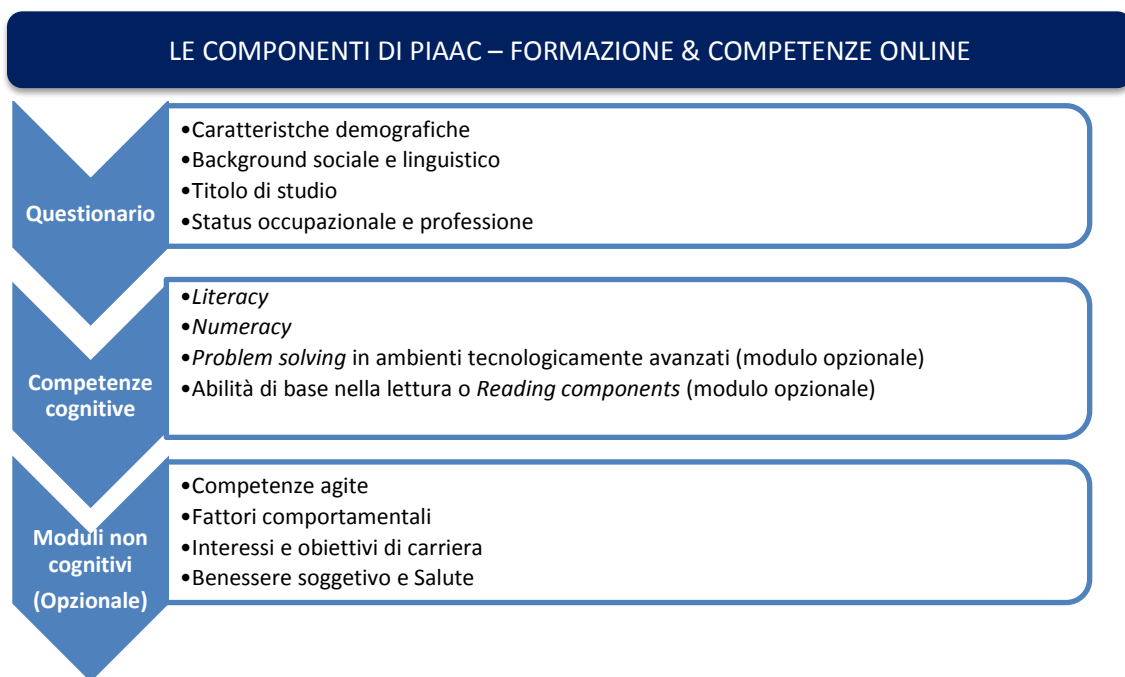 LE COMPONENTI DI PIAAC – FORMAZIONE & COMPETENZE ONLINE
Questionario
•Caratteristche demografiche
•Background sociale e linguistico
•Titolo di studio
•Status occupazionale e professione
Competenze
cognitive
•Literacy
•Numeracy
•Problem solving in ambienti tecnologicamente avanzati (modulo opzionale)
•Abilità di base nella lettura o Reading components (modulo opzionale)
Moduli non
cognitivi
(Opzionale)
•Competenze agite
•Fattori comportamentali
•Interessi e obiettivi di carriera
•Benessere soggetivo e Salute